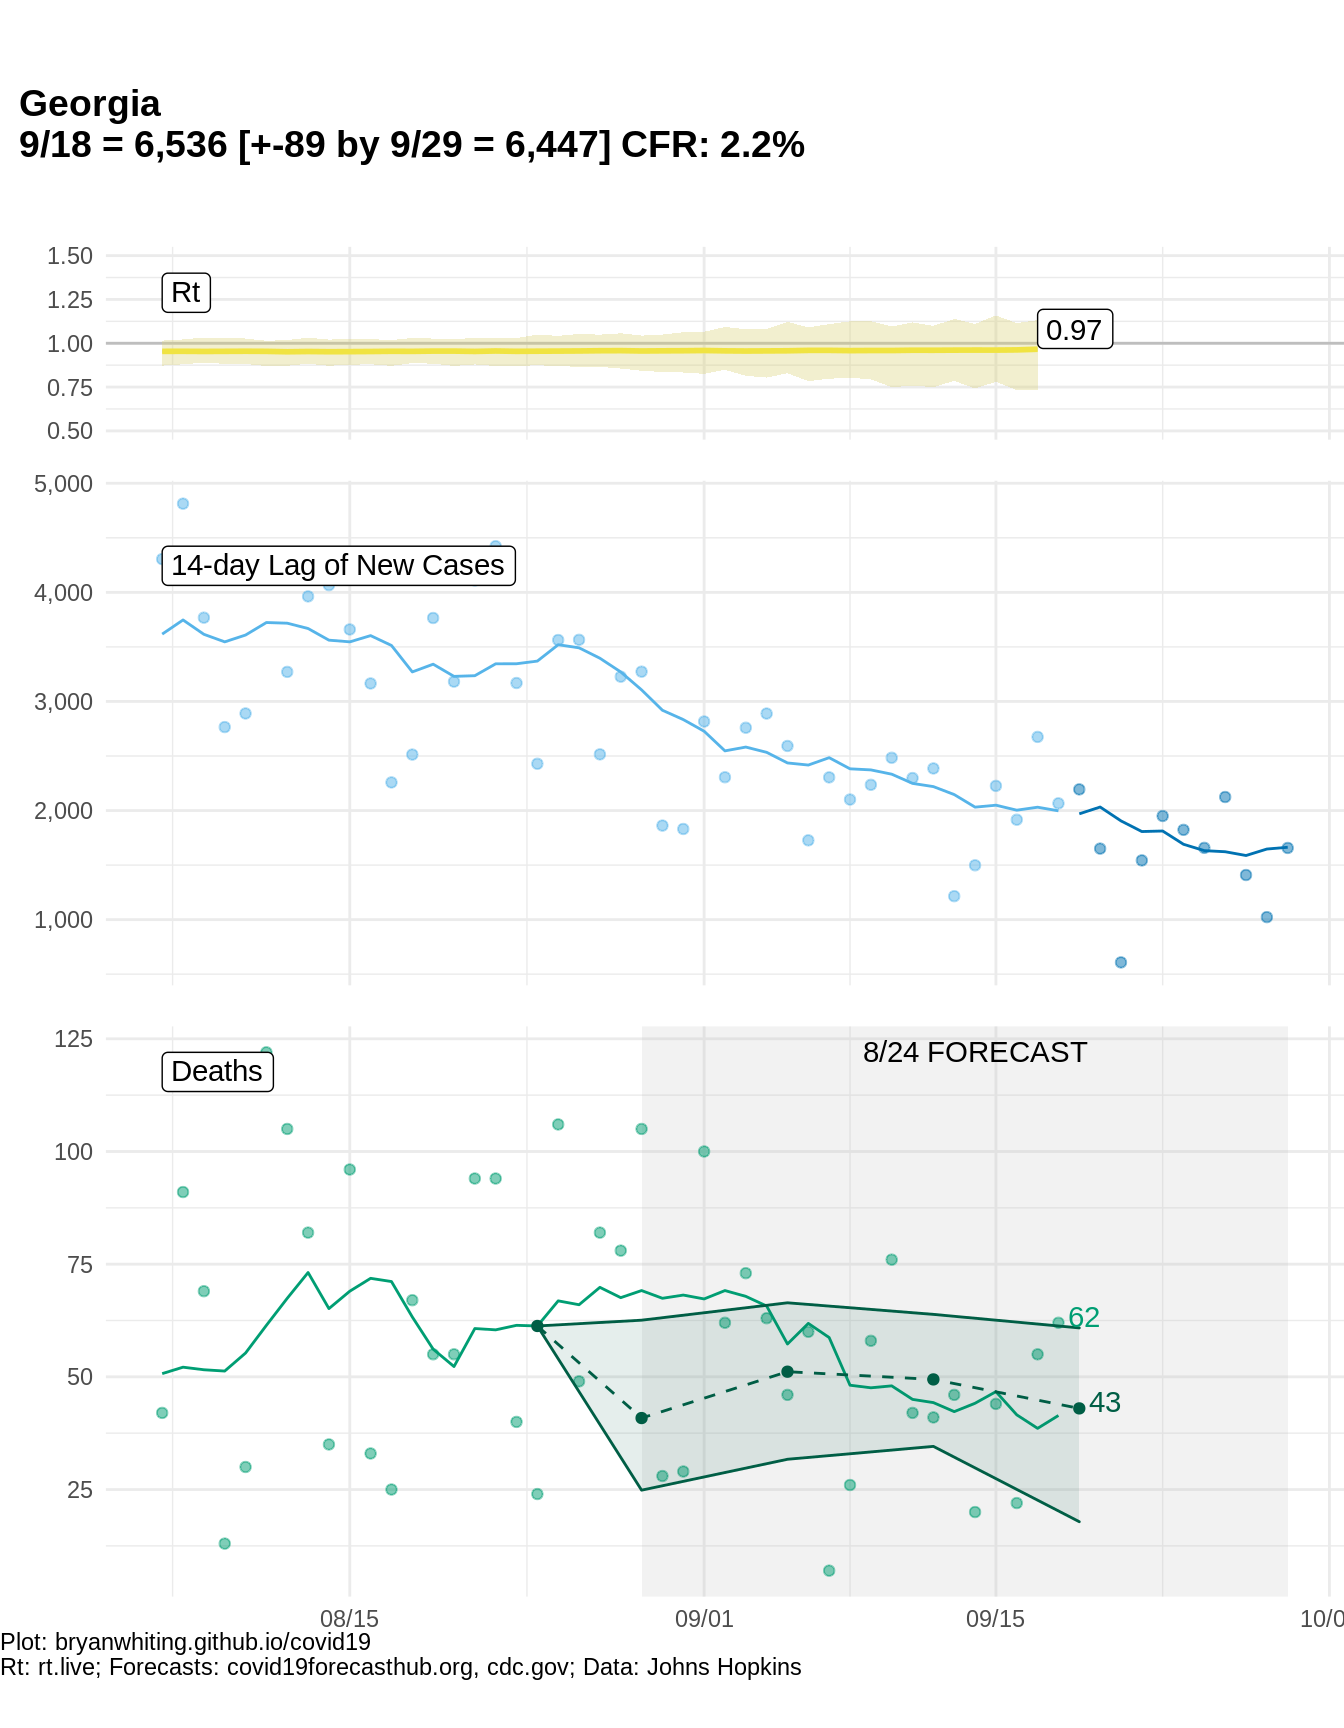 Georgia
9/18 = 6,536 [+-89 by 9/29 = 6,447] CFR: 2.2%
1.50
Rt
1.25
0.97
1.00
0.75
0.50
5,000
14-day Lag of New Cases
4,000
3,000
2,000
1,000
125
8/24 FORECAST
Deaths
100
75
62
50
43
25
08/15
09/01
09/15
10/0
Plot: bryanwhiting.github.io/covid19
Rt: rt.live; Forecasts: covid19forecasthub.org, cdc.gov; Data: Johns Hopkins